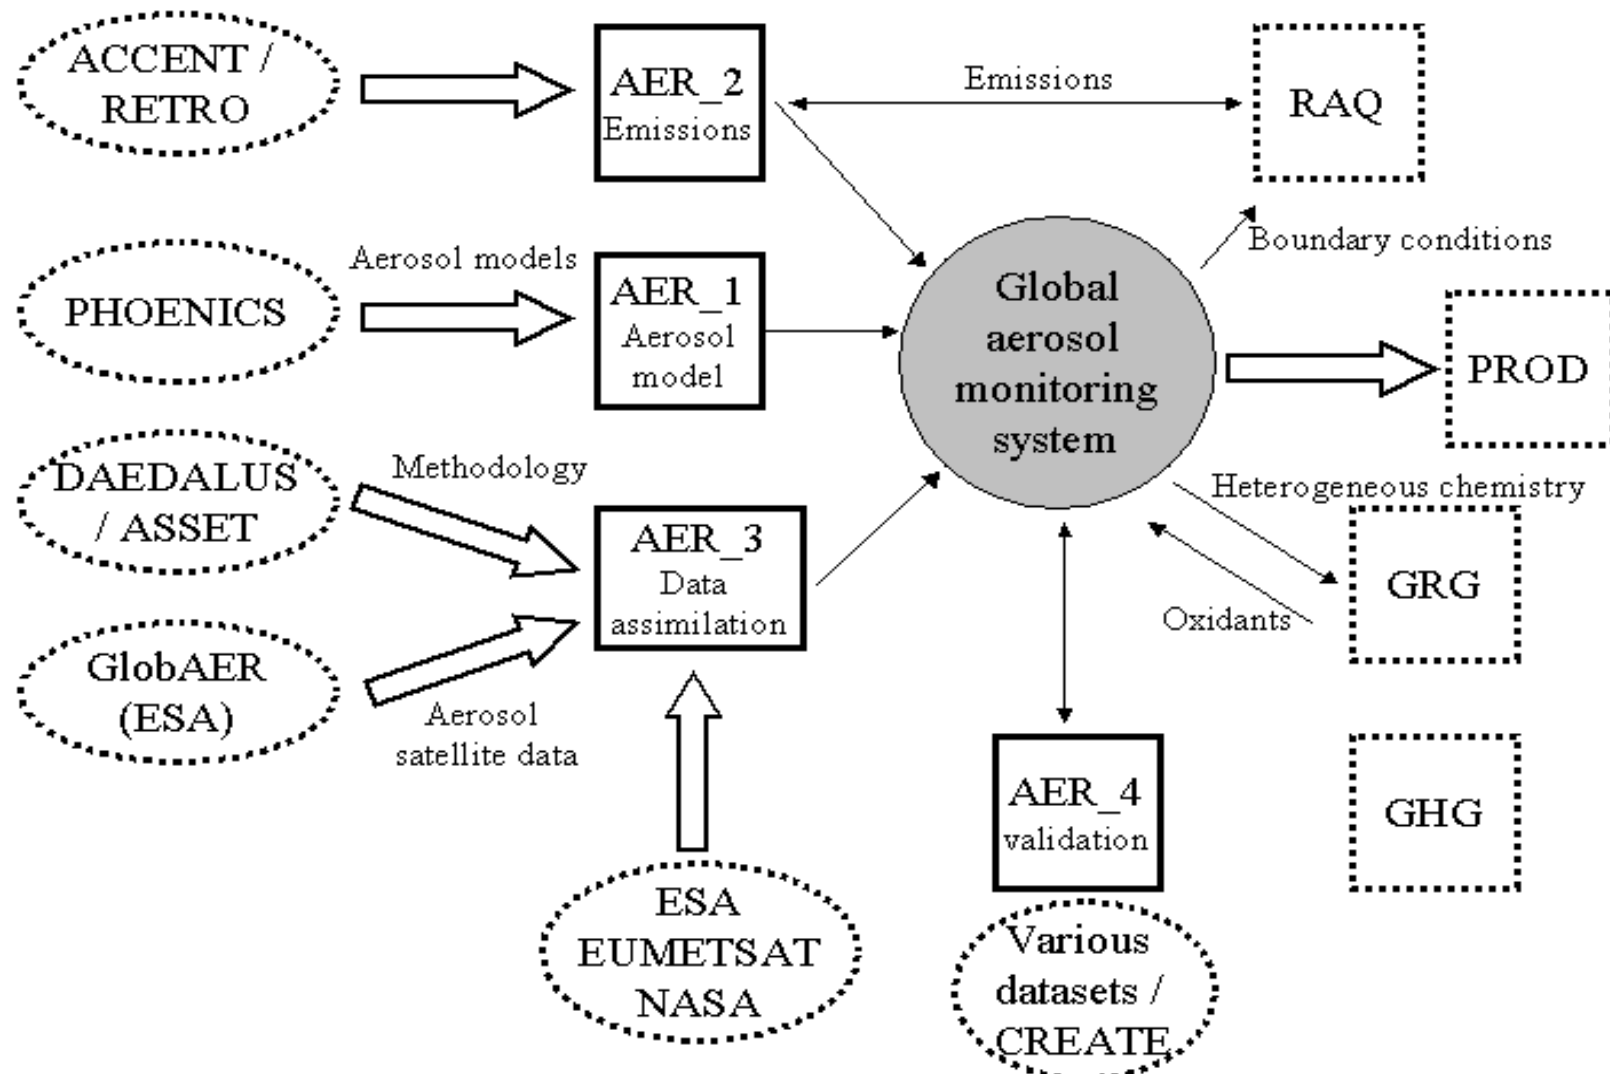 ACCENT /
RETRO
AER_2
Emissions
Emissions
RAQ
Boundary conditions
PHOENICS
Aerosol models
AER_1
Aerosol
model
Global
aerosol
monitoring
system
PROD
DAEDALUS
/ ASSET
Methodology
AER_3
Data
assimilation
Heterogeneous chemistry
Oxidants
GRG
GlobAER
(ESA)
Aerosol
satellite data
AER_4
validation
GHG
ESA
EUMETSAT
NASA
Various
datasets /
CREATE